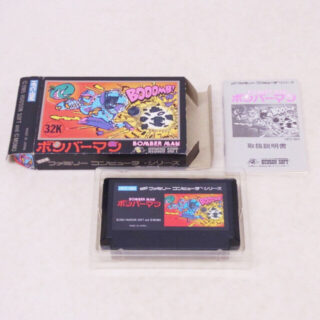 BOOOMB!
32K
ボンバーマン
BOMBER MAN
HUDSON SOFT
ファミリー コンピュータ シリーズ
BOO
ボンバーマン
取扱説明書
HUDSON SOFT
ファミリー コンピュータ シリーズ
BOMBER MAN
ボンバーマン